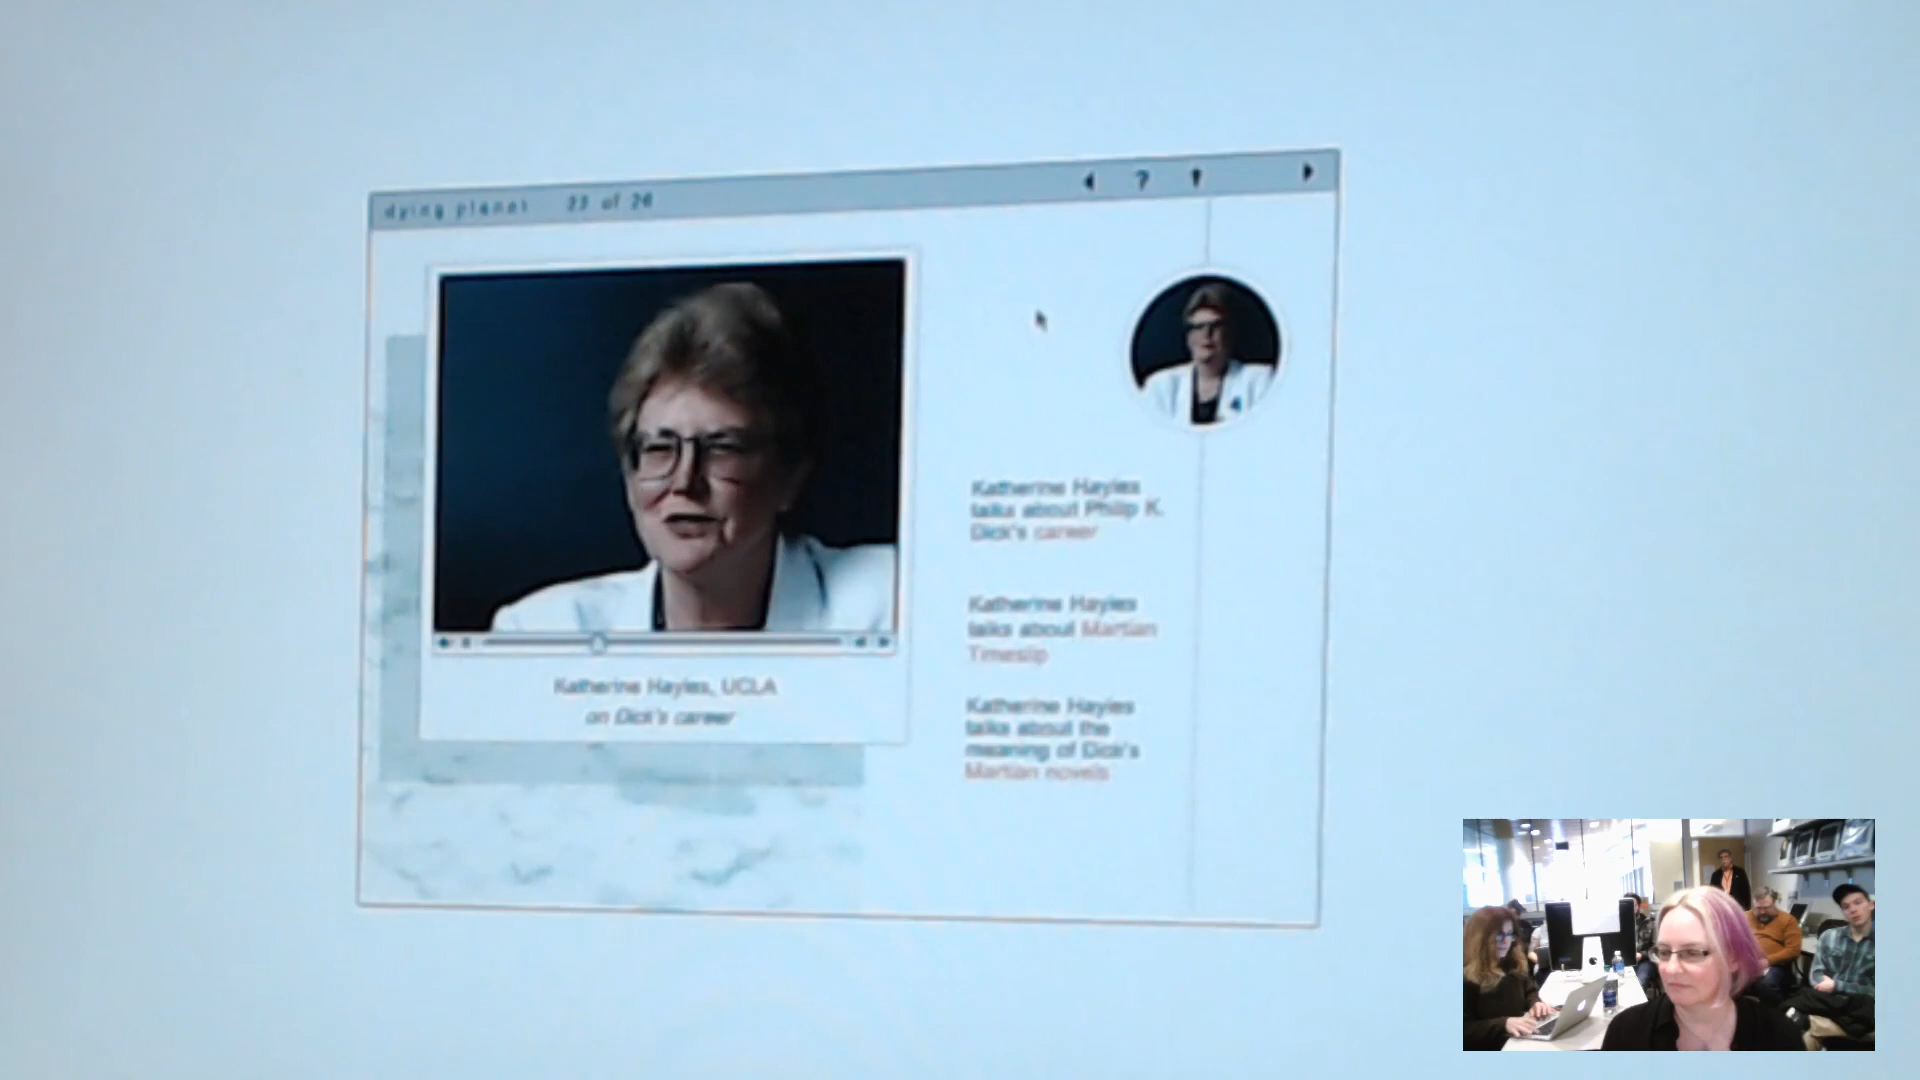 dying planet 23 of 26
?
Katherine Hayles
talks about Philip K.
Dick's career
Katherine Hayles
talks about Martian
Timeslip
Katherine Hayles, UCLA
on Dick's career
Katherine Hayles
talks about the
meaning of Dick's
Martian novels